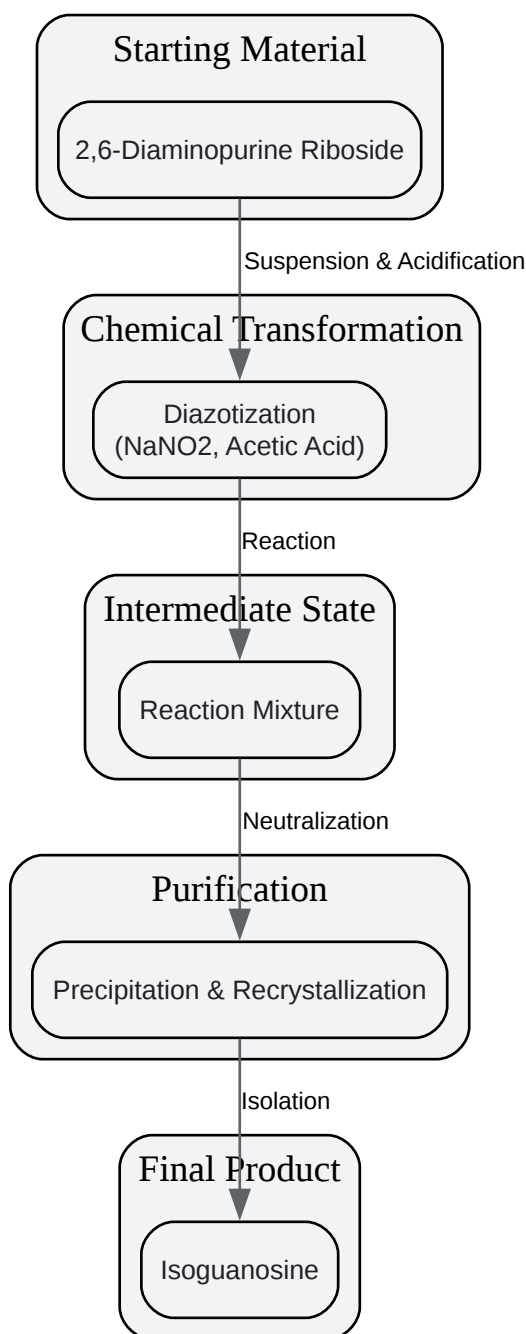 Starting Material
2,6-Diaminopurine Riboside
Suspension & Acidification
Chemical Transformation
Diazotization
(NaNO2, Acetic Acid)
Reaction
Intermediate State
Reaction Mixture
Neutralization
Purification
Precipitation & Recrystallization
Isolation
Final Product
Isoguanosine